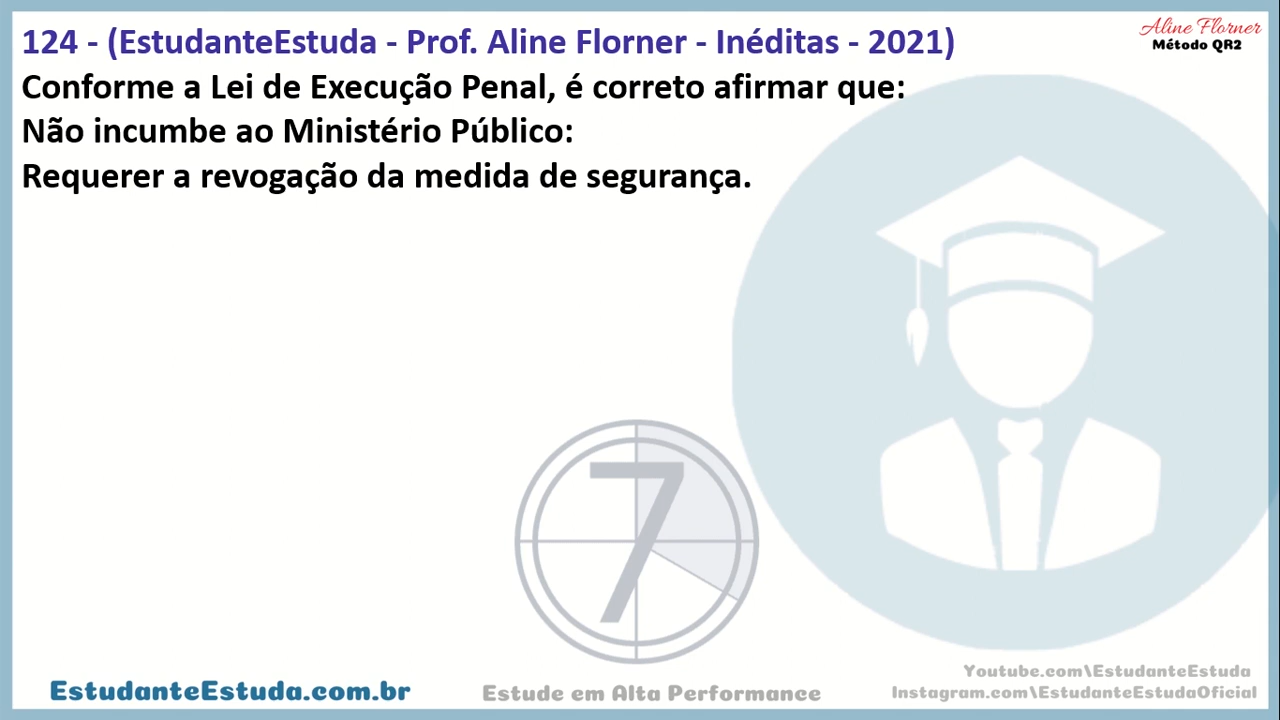 124 - (EstudanteEstuda - Prof. Aline Florner - Inéditas - 2021)
Aline Florner
Método QR2
Conforme a Lei de Execução Penal, é correto afirmar que:
Não incumbe ao Ministério Público:
Requerer a revogação da medida de segurança.
7
EstudanteEstuda.com.br
Estude em Alta Performance
Youtube.com\EstudanteEstuda
Instagram.com\EstudanteEstudaOficial